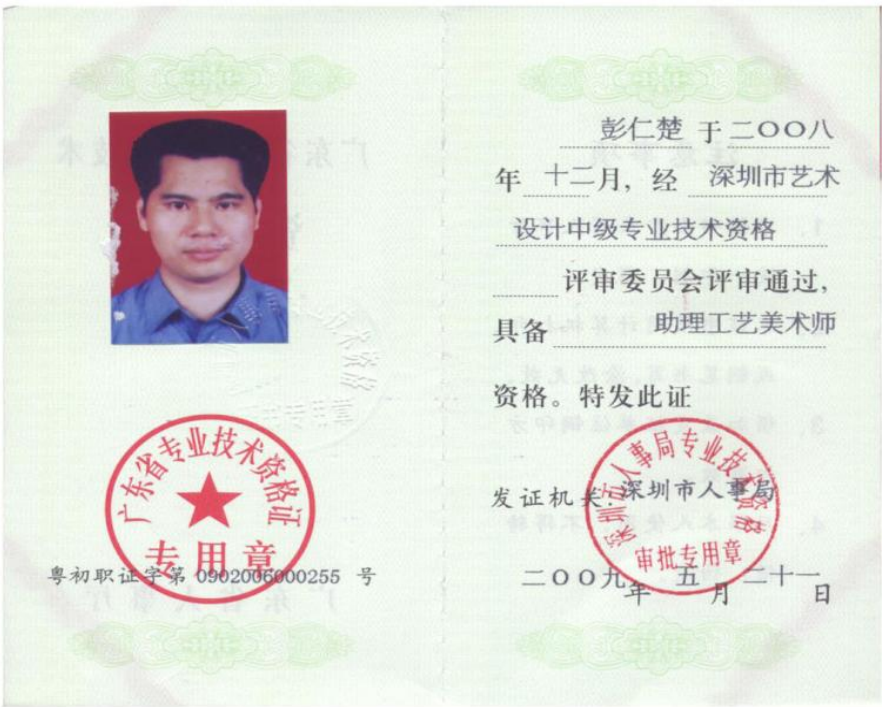 广东省专业技术资格证
专用章
粤初职证字第 0902006000255 号
彭仁楚 于二〇〇八
年 十二月, 经 深圳市艺术
设计中级专业技术资格
评审委员会评审通过,
具备 助理工艺美术师
资格。特发此证
深圳市人事局专业技术资格
审批专用章
发证机关:深圳市人事局
二〇〇九年 五月 二十一日